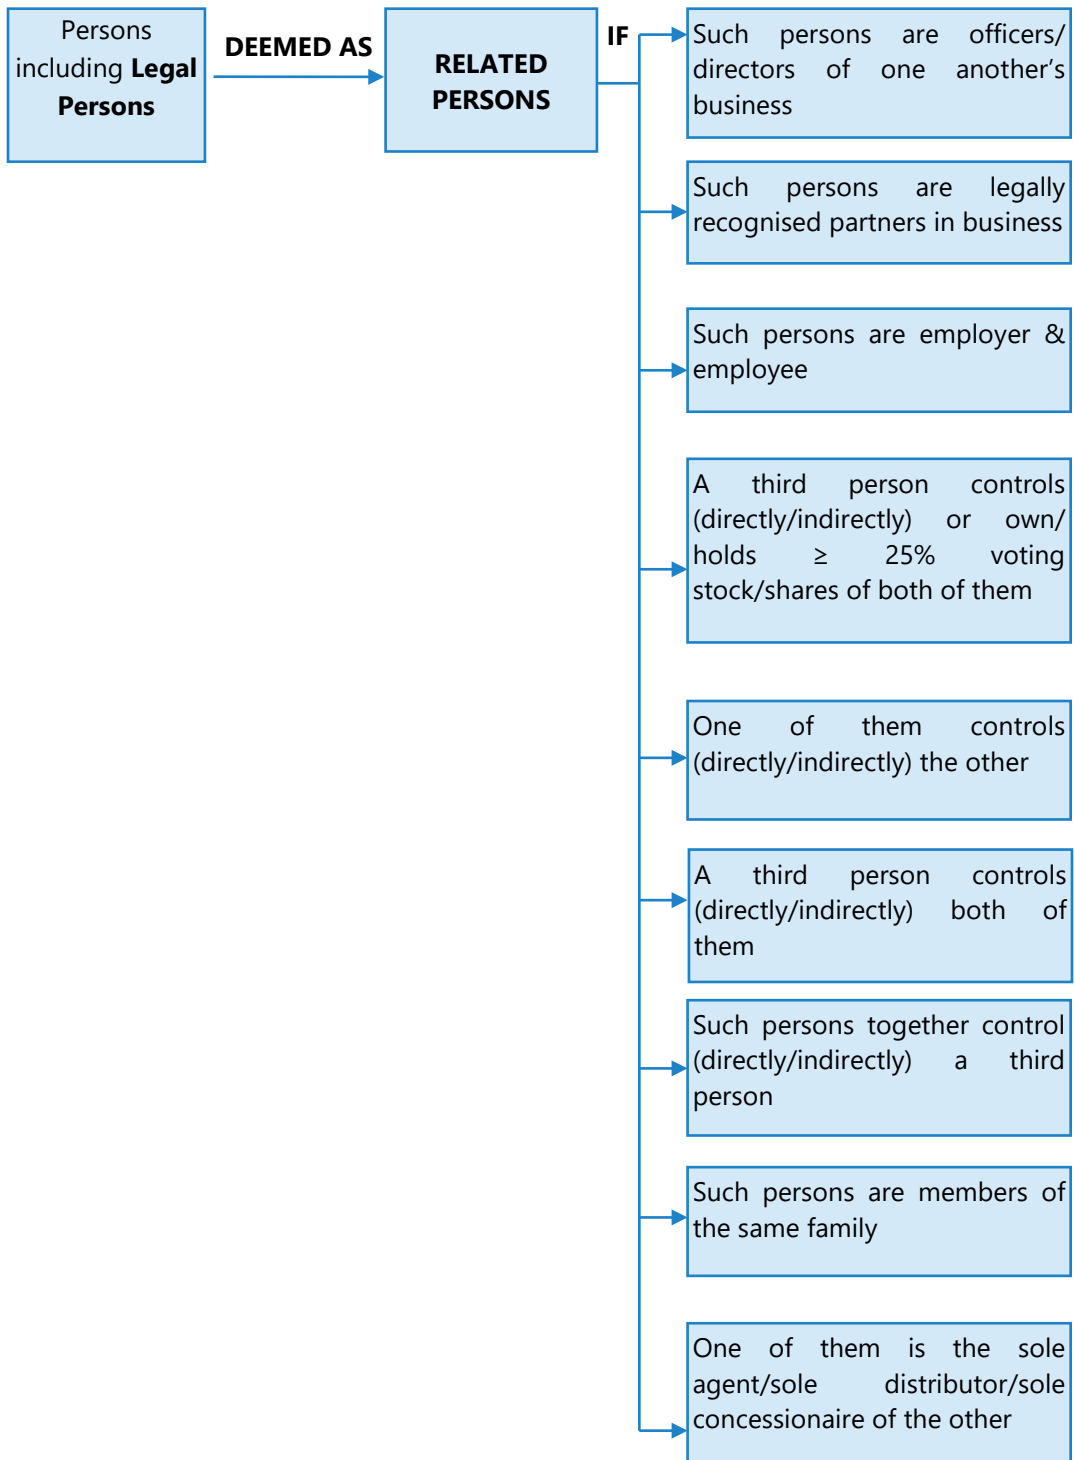 Persons
including Legal
Persons
DEEMED AS
RELATED
PERSONS
IF
Such persons are officers/
directors of one another’s
business
Such persons are legally
recognised partners in business
Such persons are employer &
employee
A third person controls
(directly/indirectly) or own/
holds ≥ 25% voting
stock/shares of both of them
One of them controls
(directly/indirectly) the other
A third person controls
(directly/indirectly) both of
them
Such persons together control
(directly/indirectly) a third
person
Such persons are members of
the same family
One of them is the sole
agent/sole distributor/sole
concessionaire of the other